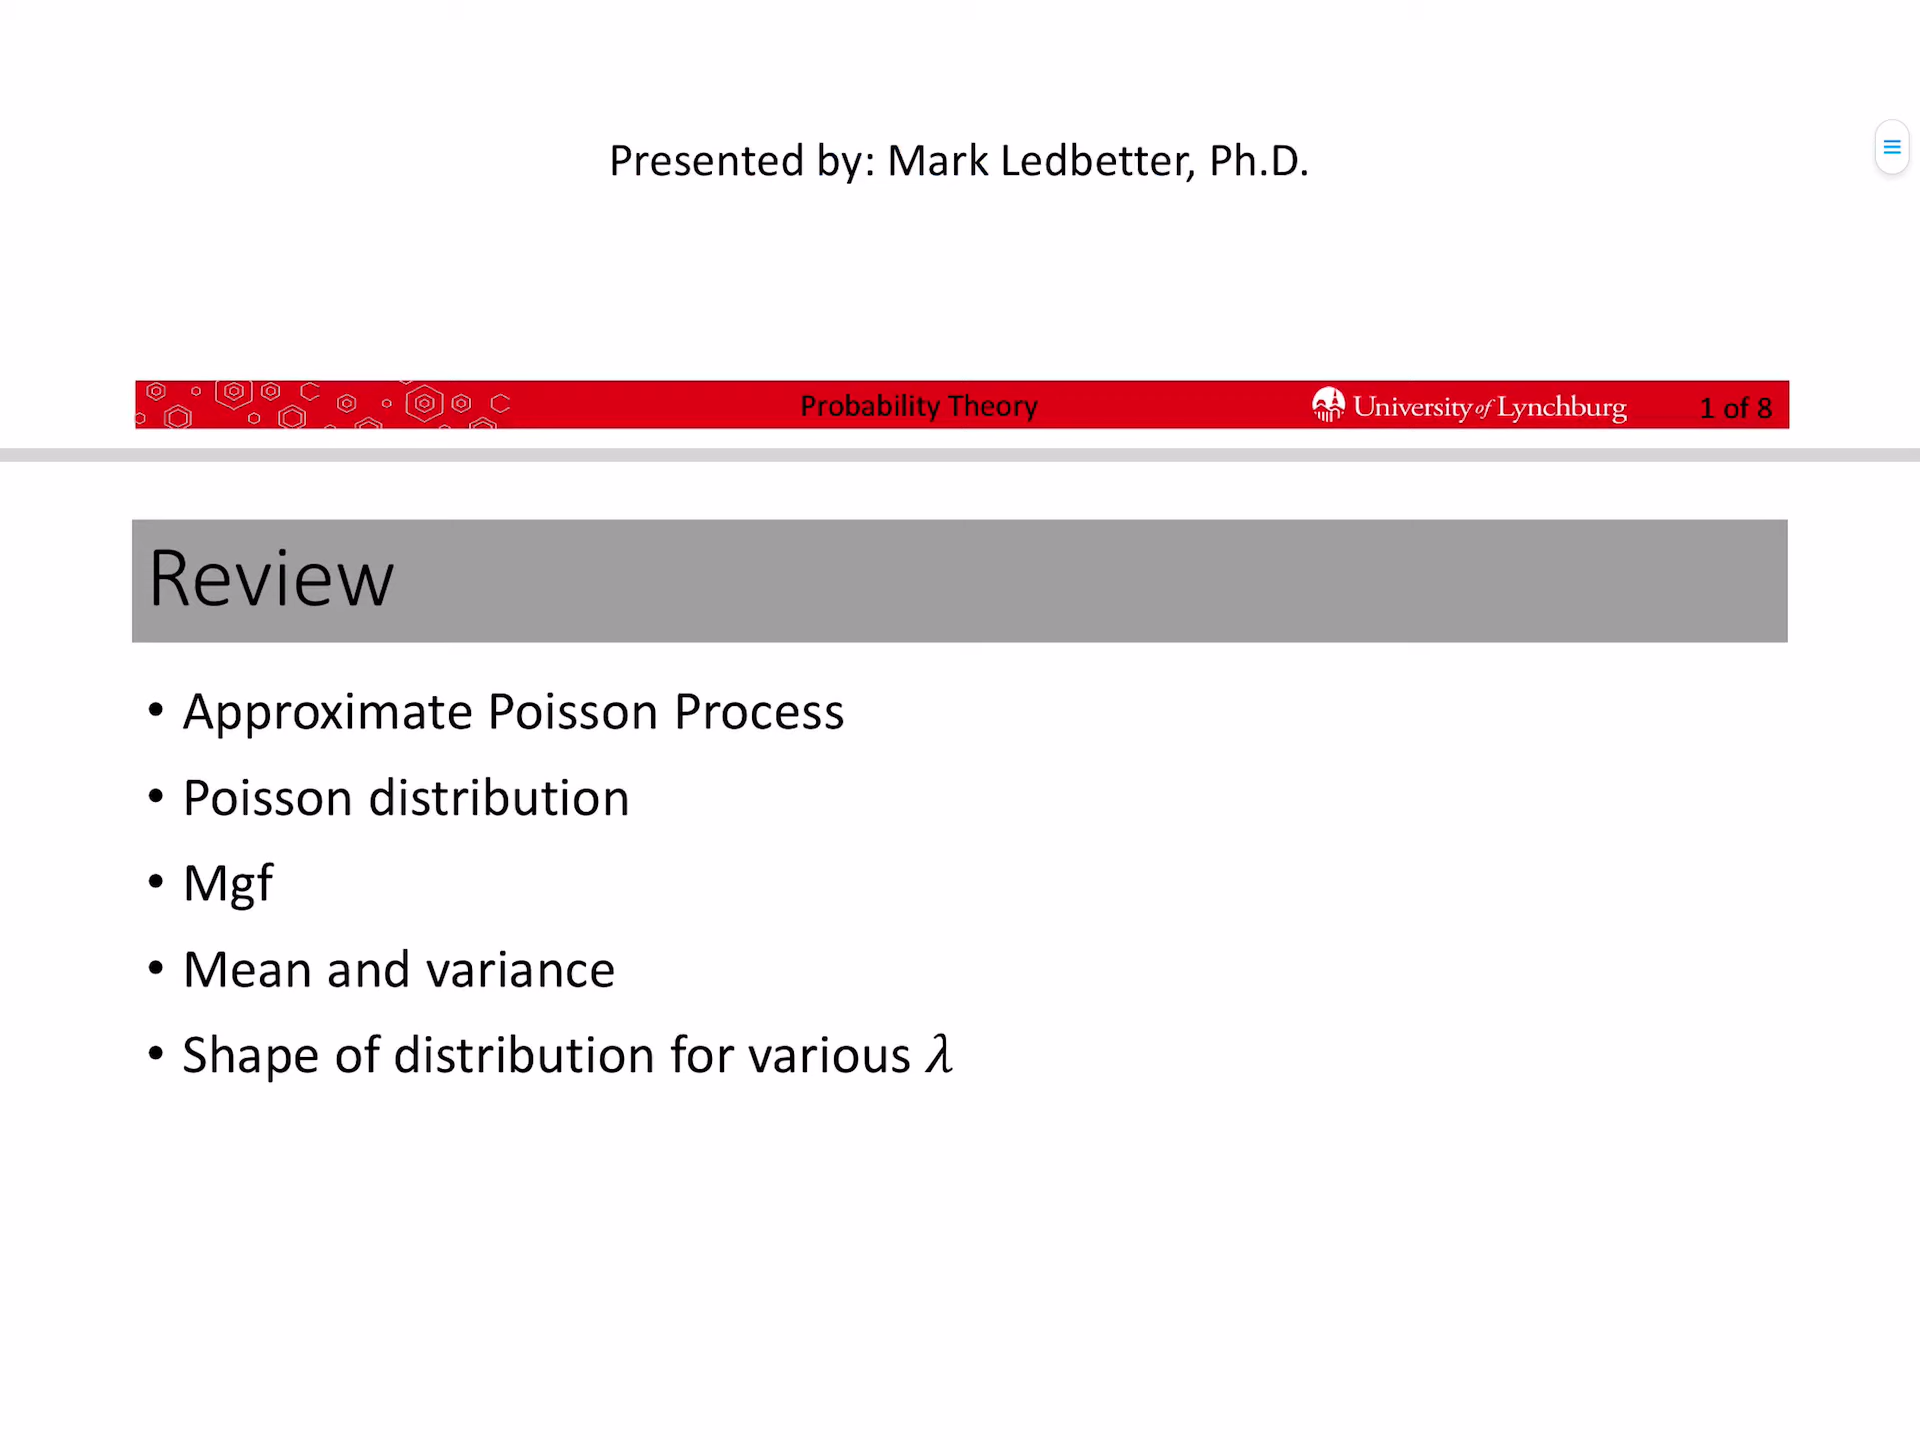 Presented by: Mark Ledbetter, Ph.D.
Probability Theory
University of Lynchburg
1 of 8
Review
• Approximate Poisson Process
• Poisson distribution
• Mgf
• Mean and variance
• Shape of distribution for various λ